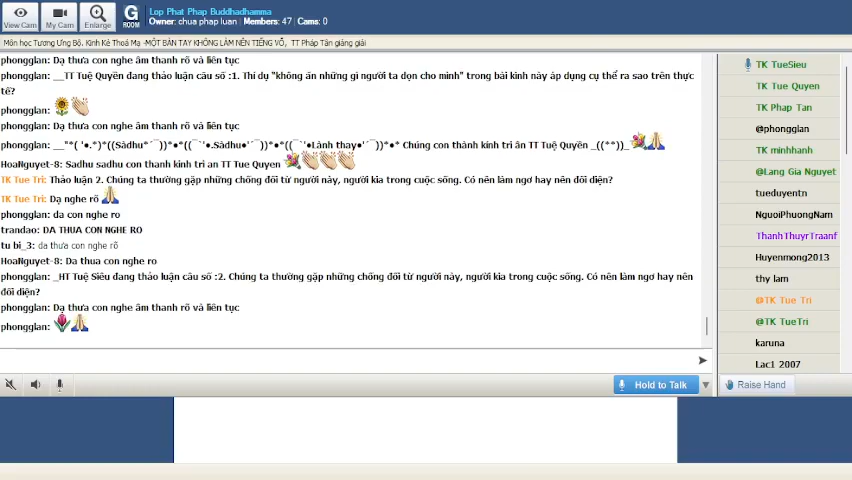 Lop Phat Phap Buddhadhamma
Owner: chua phap luan : Members: 47 : Cams: 0
View Cam
My Cam
Enlarge
G
ROOM
Môn học Tương Ưng Bộ. Kinh Kẻ Thoá Mạ -MỘT BÀN TAY KHÔNG LÀM NÊN TIẾNG VỖ, TT Pháp Tân giảng giải
phongglan: Dạ thưa con nghe âm thanh rõ và liên tục
phongglan: __TT Tuệ Quyền đang thảo luận câu số :1. Thí dụ "không ăn những gì người ta dọn cho mình" trong bài kinh này áp dụng cụ thể ra sao trên thực
tế?
phongglan:
phongglan: Dạ thưa con nghe âm thanh rõ và liên tục
phongglan: __"*( '•.*)*((Sàdhu*´¯))*•*((¯`'•.Sàdhu•'´¯))*•*((¯`'•Lành thay•'´¯))*•* Chúng con thành kính tri ân TT Tuệ Quyền _((**))_
HoaNguyet-8: Sadhu sadhu con thanh kinh tri an TT Tue Quyen
TK Tue Tri: Thảo luận 2. Chúng ta thường gặp những chống đối từ người này, người kia trong cuộc sống. Có nên làm ngơ hay nên đối diện?
TK Tue Tri: Dạ nghe rõ
phongglan: da con nghe ro
trandao: DA THUA CON NGHE RO
tu bi_3: da thưa con nghe rõ
HoaNguyet-8: Da thua con nghe ro
phongglan: _HT Tuệ Siêu đang thảo luận câu số :2. Chúng ta thường gặp những chống đối từ người này, người kia trong cuộc sống. Có nên làm ngơ hay nên
đối diện?
phongglan: Dạ thưa con nghe âm thanh rõ và liên tục
phongglan:
Hold to Talk
TK TueSieu
TK Tue Quyen
TK Phap Tan
@phongglan
TK minhhanh
@Lang Gia Nguyet
tueduyentn
NguoiPhuongNam
ThanhThuyrTraanf
Huyenmong2013
thy lam
@TK Tue Tri
@TK TueTri
karuna
Lac1 2007
Raise Hand